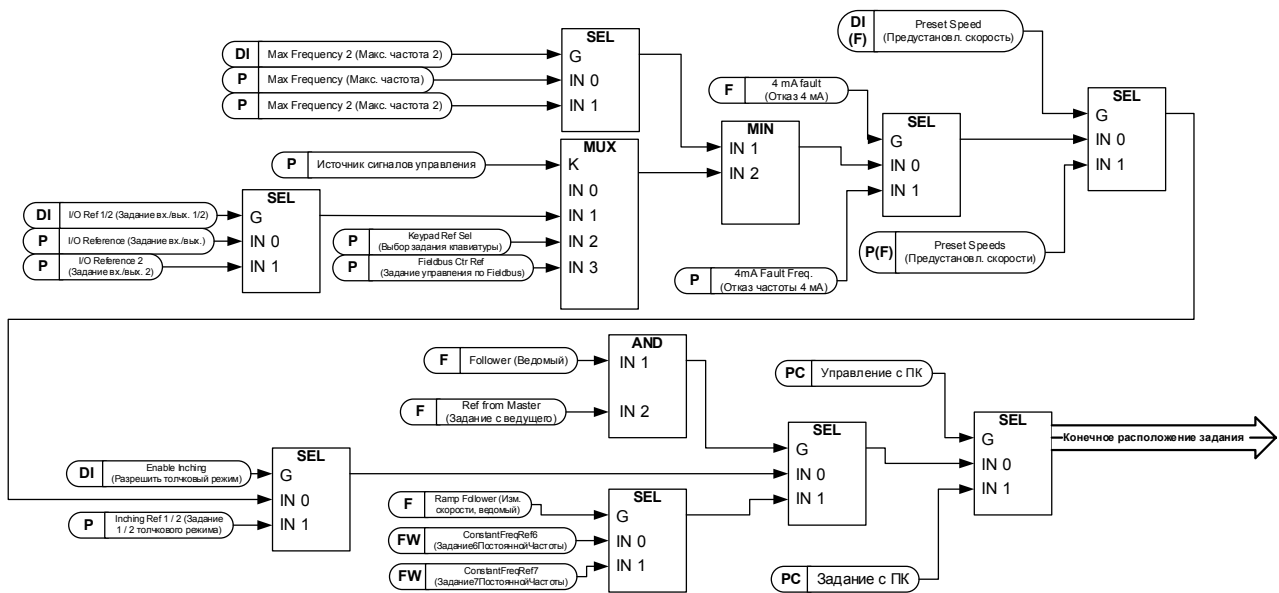 DI
Max Frequency 2 (Макс. частота 2)
P
Max Frequency (Макс. частота)
P
Max Frequency 2 (Макс. частота 2)
SEL
G
IN 0
IN 1
P
Источник сигналов управления
MUX
K
IN 0
IN 1
IN 2
IN 3
DI
I/O Ref 1/2 (Задание вх./вых. 1/2)
P
I/O Reference (Задание вх./вых.)
P
I/O Reference 2
(Задание вх./вых. 2)
SEL
G
IN 0
IN 1
P
Keypad Ref Sel
(Выбор задания клавиатуры)
P
Fieldbus Ctr Ref
(Задание управления по Fieldbus)
MIN
IN 1
IN 2
F
4 mA fault
(Отказ 4 мА)
SEL
G
IN 0
IN 1
P
4mA Fault Freq.
(Отказ частоты 4 мА)
DI
(F)
Preset Speed
(Предустановл. скорость)
SEL
G
IN 0
IN 1
P(F)
Preset Speeds
(Предустановл. скорости)
F
Follower (Ведомый)
F
Ref from Master
(Задание с ведущего)
AND
IN 1
IN 2
DI
Enable Inching
(Разрешить толчковый режим)
P
Inching Ref 1 / 2 (Задание
1 / 2 толчкового режима)
SEL
G
IN 0
IN 1
F
Ramp Follower (Изм.
скорости, ведомый)
FW
ConstantFreqRef6
(Задание6ПостояннойЧастоты)
FW
ConstantFreqRef7
(Задание7ПостояннойЧастоты)
SEL
G
IN 0
IN 1
SEL
G
IN 0
IN 1
PC
Управление с ПК
PC
Задание с ПК
SEL
G
IN 0
IN 1
Конечное расположение задания